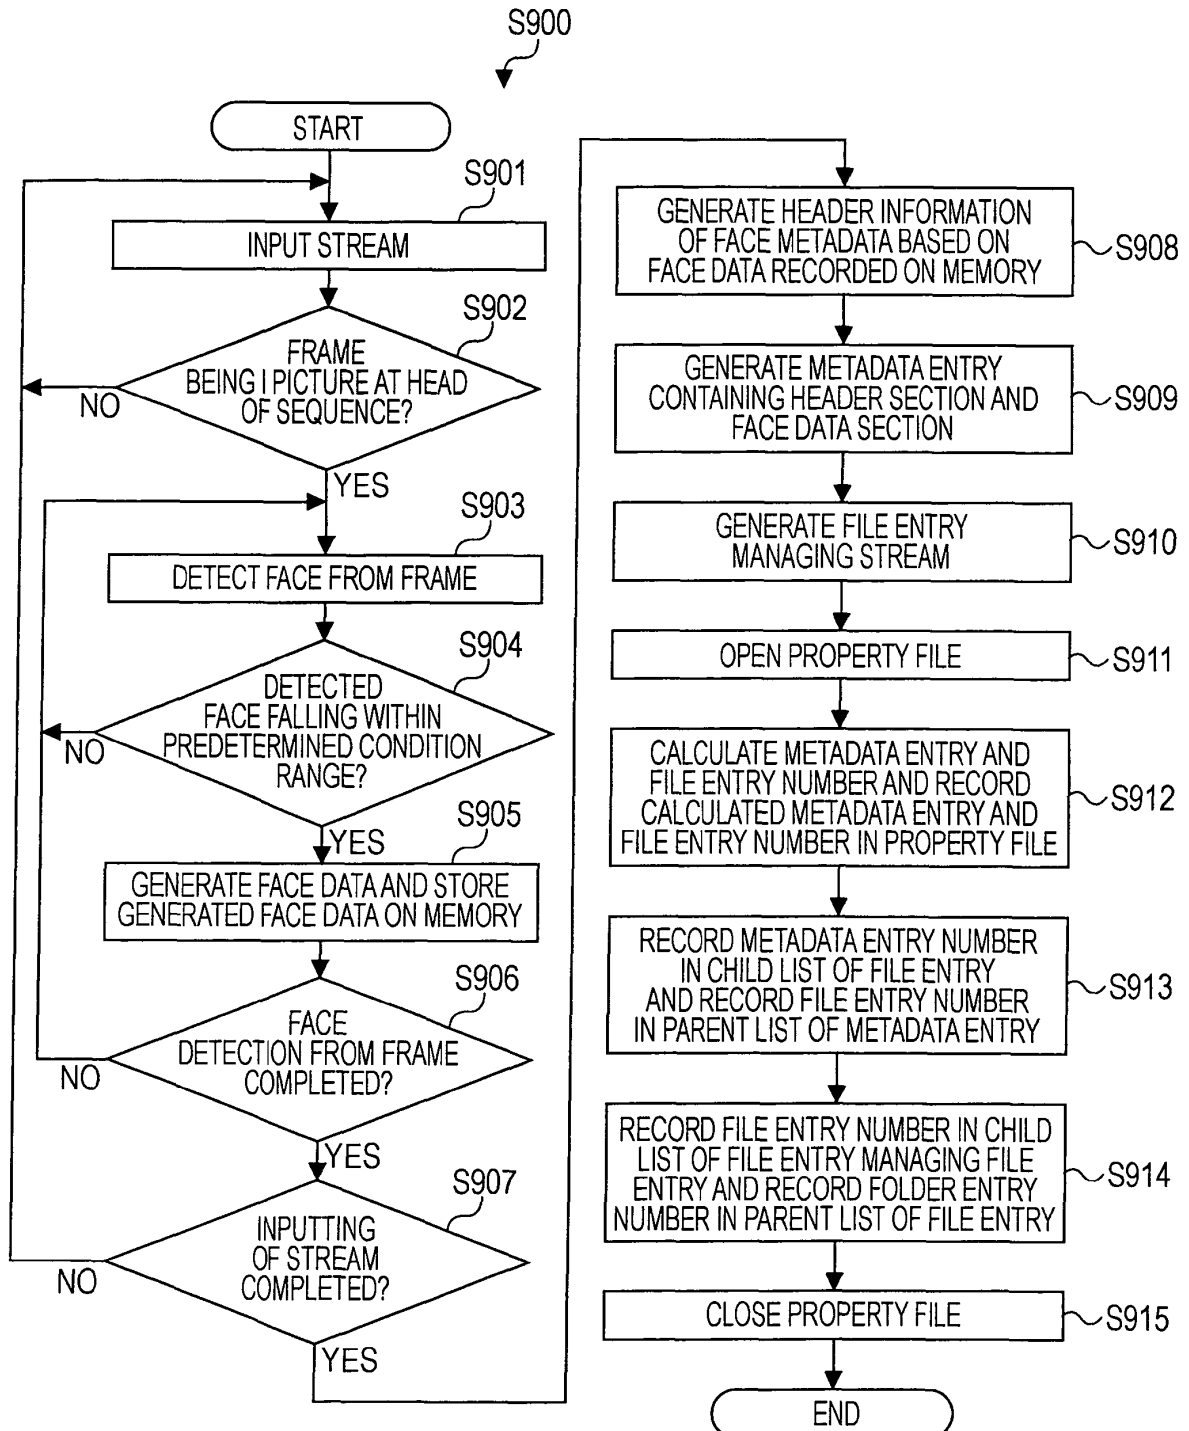 S900
START
S901
INPUT STREAM
S902
FRAME
BEING I PICTURE AT HEAD
OF SEQUENCE?
NO
YES
S903
DETECT FACE FROM FRAME
S904
DETECTED
FACE FALLING WITHIN
PREDETERMINED CONDITION
RANGE?
NO
YES
S905
GENERATE FACE DATA AND STORE
GENERATED FACE DATA ON MEMORY
S906
FACE
DETECTION FROM FRAME
COMPLETED?
NO
YES
S907
INPUTTING
OF STREAM
COMPLETED?
NO
YES
GENERATE HEADER INFORMATION
OF FACE METADATA BASED ON
FACE DATA RECORDED ON MEMORY
S908
GENERATE METADATA ENTRY
CONTAINING HEADER SECTION AND
FACE DATA SECTION
S909
GENERATE FILE ENTRY
MANAGING STREAM
S910
OPEN PROPERTY FILE
S911
CALCULATE METADATA ENTRY AND
FILE ENTRY NUMBER AND RECORD
CALCULATED METADATA ENTRY AND
FILE ENTRY NUMBER IN PROPERTY FILE
S912
RECORD METADATA ENTRY NUMBER
IN CHILD LIST OF FILE ENTRY
AND RECORD FILE ENTRY NUMBER
IN PARENT LIST OF METADATA ENTRY
S913
RECORD FILE ENTRY NUMBER IN CHILD
LIST OF FILE ENTRY MANAGING FILE
ENTRY AND RECORD FOLDER ENTRY
NUMBER IN PARENT LIST OF FILE ENTRY
S914
CLOSE PROPERTY FILE
S915
END